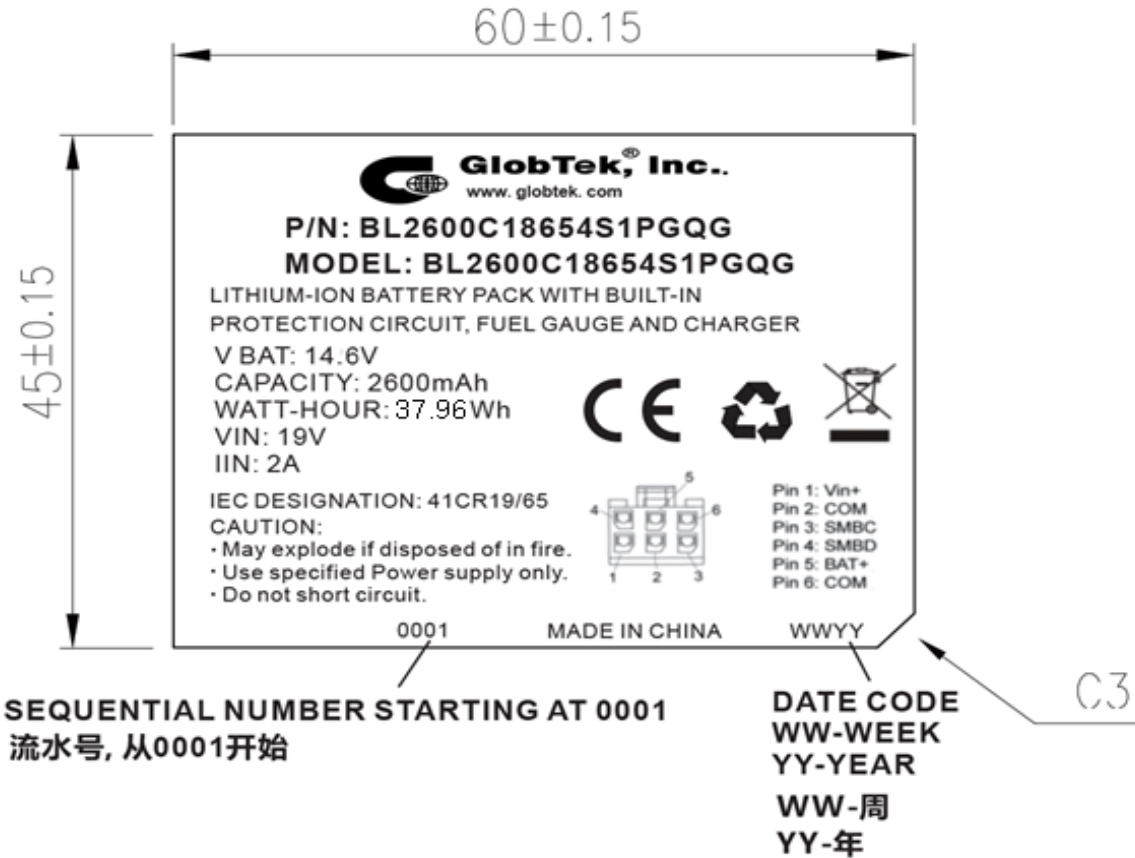 60±0.15
45±0.15
GlobTek,® Inc..
www. globtek. com
P/N: BL2600C18654S1PGQG
MODEL: BL2600C18654S1PGQG
LITHIUM-ION BATTERY PACK WITH BUILT-IN
PROTECTION CIRCUIT, FUEL GAUGE AND CHARGER
V BAT: 14.6V
CAPACITY: 2600mAh
WATT-HOUR: 37.96Wh
VIN: 19V
IIN: 2A
IEC DESIGNATION: 41CR19/65
CAUTION:
· May explode if disposed of in fire.
· Use specified Power supply only.
· Do not short circuit.
CE
5
4 6
1 2 3
Pin 1: Vin+
Pin 2: COM
Pin 3: SMBC
Pin 4: SMBD
Pin 5: BAT+
Pin 6: COM
0001 MADE IN CHINA WWYY
C3
SEQUENTIAL NUMBER STARTING AT 0001
流水号, 从0001开始
DATE CODE
WW-WEEK
YY-YEAR
WW-周
YY-年